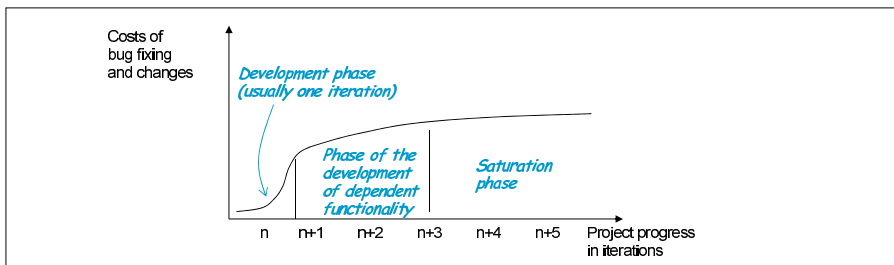 Costs of
bug fixing
and changes
Development phase
(usually one iteration)
Phase of the
development
of dependent
functionality
Saturation
phase
n n+1 n+2 n+3 n+4 n+5
Project progress
in iterations